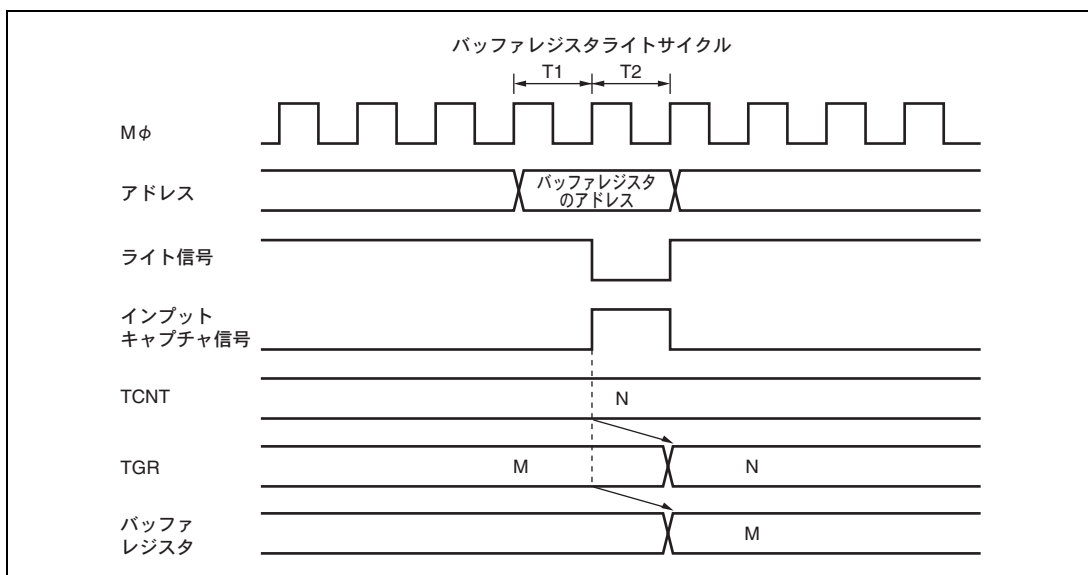 バッファレジスタライトサイクル
T1 T2
Mφ
アドレス
バッファレジスタ
のアドレス
ライト信号
インプット
キャプチャ信号
TCNT
N
TGR
M N
バッファ
レジスタ
M